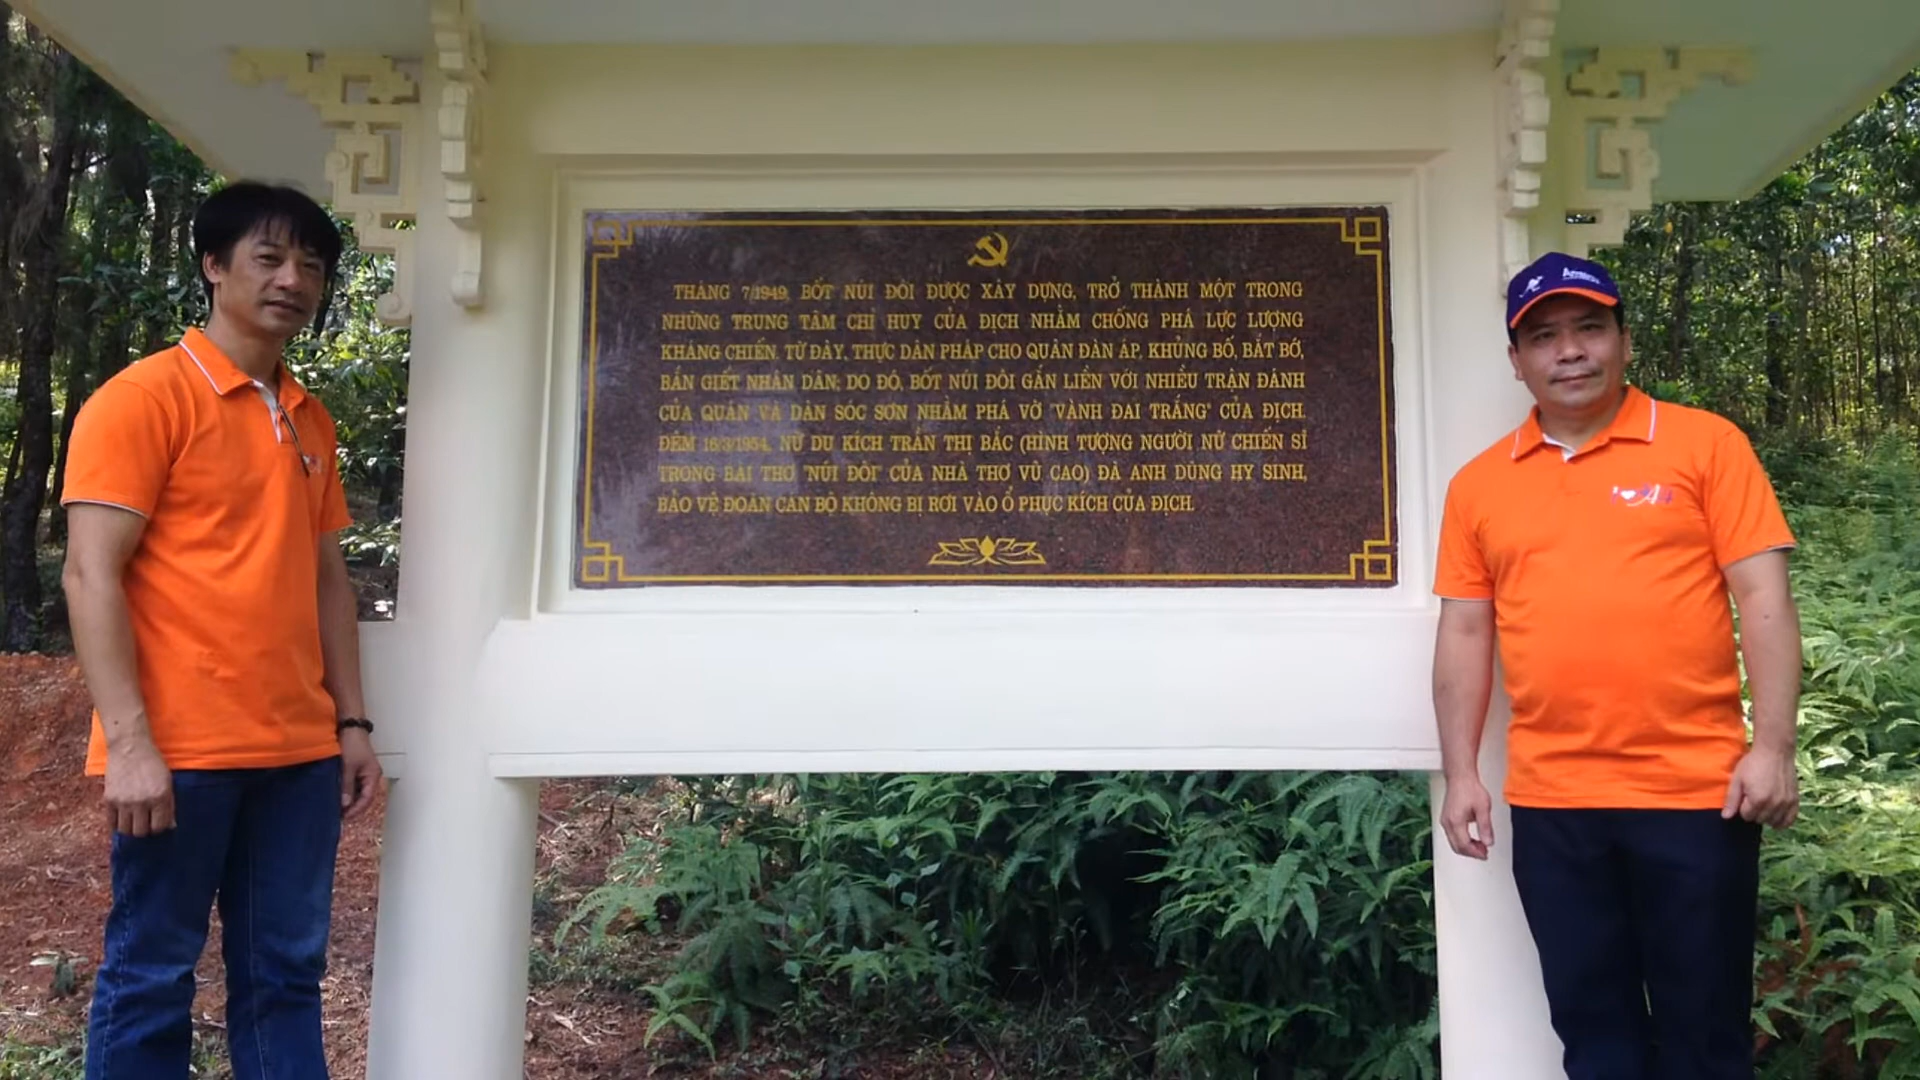 THÁNG 7/1949, BỐT NÚI ĐÔI ĐƯỢC XÂY DỰNG, TRỞ THÀNH MỘT TRONG
NHỮNG TRUNG TÂM CHỈ HUY CỦA ĐỊCH NHẰM CHỐNG PHÁ LỰC LƯỢNG
KHÁNG CHIẾN. TỪ ĐÂY, THỰC DÂN PHÁP CHO QUÂN ĐÀN ÁP, KHỦNG BỐ, BẮT BỚ,
BẮN GIẾT NHÂN DÂN; DO ĐÓ, BỐT NÚI ĐÔI GẮN LIỀN VỚI NHIỀU TRẬN ĐÁNH
CỦA QUÂN VÀ DÂN SÓC SƠN NHẰM PHÁ VỠ "VÀNH ĐAI TRẮNG" CỦA ĐỊCH.
ĐÊM 16/3/1954, NỮ DU KÍCH TRẦN THỊ BẮC (HÌNH TƯỢNG NGƯỜI NỮ CHIẾN SĨ
TRONG BÀI THƠ "NÚI ĐÔI" CỦA NHÀ THƠ VŨ CAO) ĐÃ ANH DŨNG HY SINH,
BẢO VỆ ĐOÀN CÁN BỘ KHÔNG BỊ RƠI VÀO Ổ PHỤC KÍCH CỦA ĐỊCH.